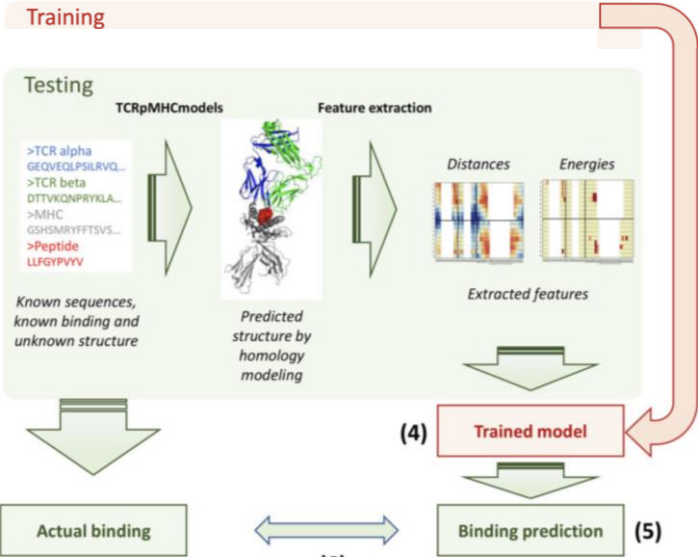 Training
Testing
TCRpMHCmodels
Feature extraction
>TCR alpha
GEQVEQLPSILRVQ...
>TCR beta
DTTVKQNPRYKLA...
>MHC
GSHSMRYFFTSVS...
>Peptide
LLFGYPVYV
Distances
Energies
Known sequences,
known binding and
unknown structure
Predicted
structure by
homology
modeling
Extracted features
(4)
Trained model
Actual binding
Binding prediction
(5)